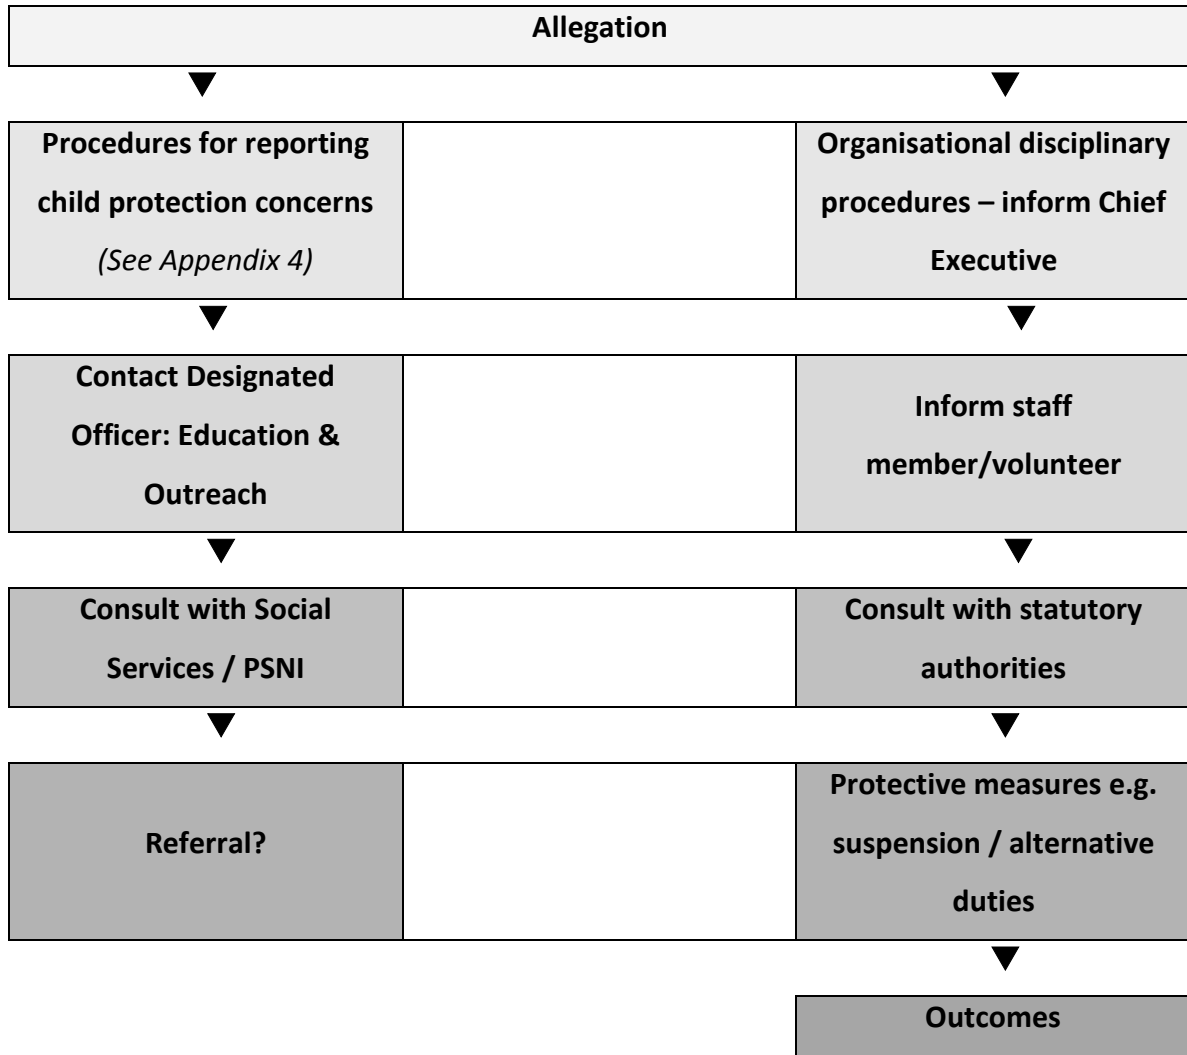 Allegation
Procedures for reporting
child protection concerns
(See Appendix 4)
Organisational disciplinary
procedures – inform Chief
Executive
Contact Designated
Officer: Education &
Outreach
Inform staff
member/volunteer
Consult with Social
Services / PSNI
Consult with statutory
authorities
Referral?
Protective measures e.g.
suspension / alternative
duties
Outcomes